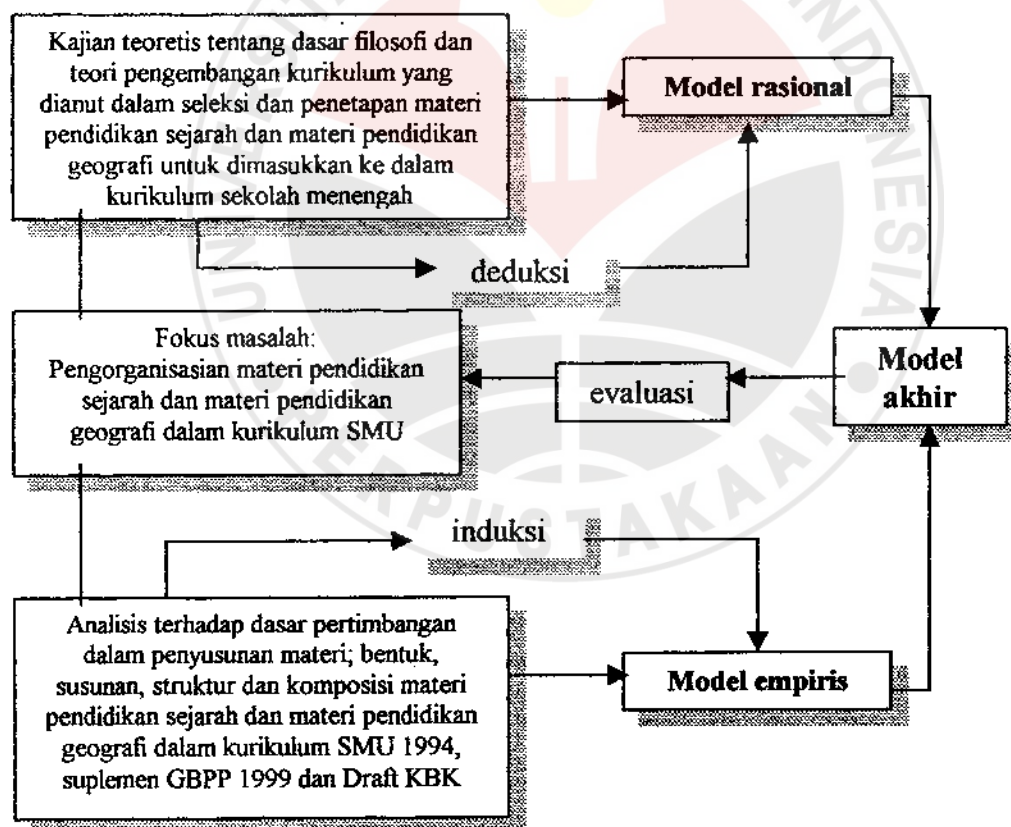 Kajian teoretis tentang dasar filosofi dan
teori pengembangan kurikulum yang
dianut dalam seleksi dan penetapan materi
pendidikan sejarah dan materi pendidikan
geografi untuk dimasukkan ke dalam
kurikulum sekolah menengah
Model rasional
deduksi
Fokus masalah:
Pengorganisasian materi pendidikan
sejarah dan materi pendidikan
geografi dalam kurikulum SMU
evaluasi
Model
akhir
induksi
Analisis terhadap dasar pertimbangan
dalam penyusunan materi; bentuk,
susunan, struktur dan komposisi materi
pendidikan sejarah dan materi pendidikan
geografi dalam kurikulum SMU 1994,
suplemen GBPP 1999 dan Draft KBK
Model empiris
INDONESIA
PERPUSTAKAAN